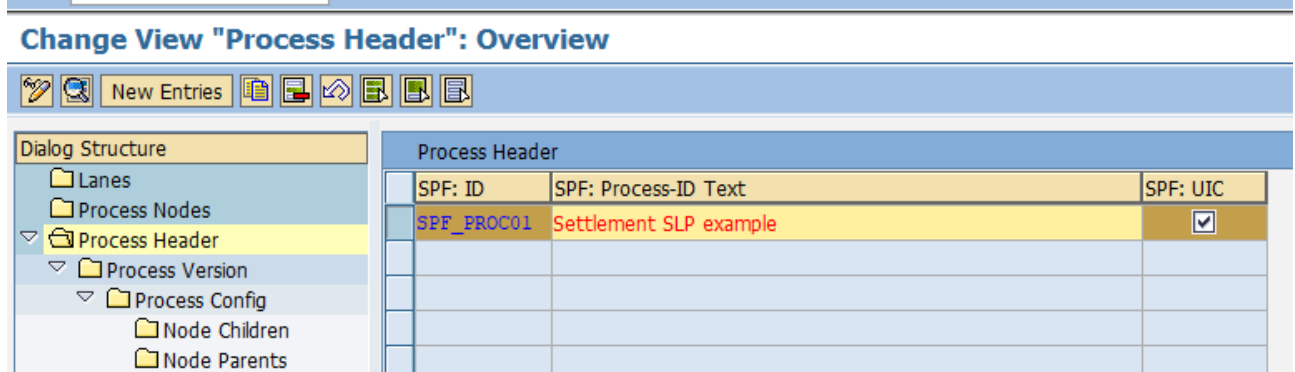 Change View "Process Header": Overview
New Entries
Dialog Structure
Lanes
Process Nodes
Process Header
Process Version
Process Config
Node Children
Node Parents
Process Header
SPF: ID SPF: Process-ID Text SPF: UIC
SPF_PROC01 Settlement SLP example